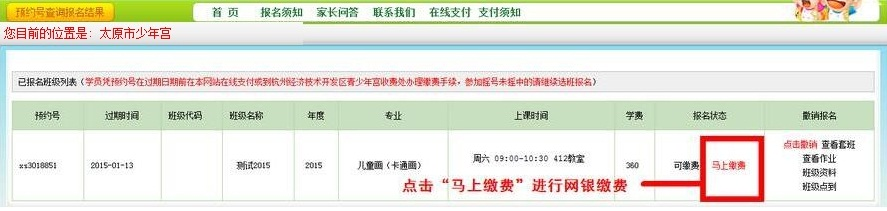 预约号查询报名结果 首 页 报名须知 家长问答 联系我们 在线支付 支付须知
您目前的位置是: 太原市少年宫
已报名班级列表（学员凭预约号在过期日期前在本网站在线支付或到杭州经济技术开发区青少年宫收费处办理缴费手续，参加摇号未摇中的请继续选班报名）
预约号 过期时间 班级代码 班级名称 年度 专业 上课时间 学费 报名状态 撤销报名
xs3018851 2015-01-13 测试2015 2015 儿童画（卡通画） 周六 09:00-10:30 412教室 360 可缴费 马上缴费 点击撤销 查看套班
查看作业
班级资料
班级点到
点击“马上缴费”进行网银缴费